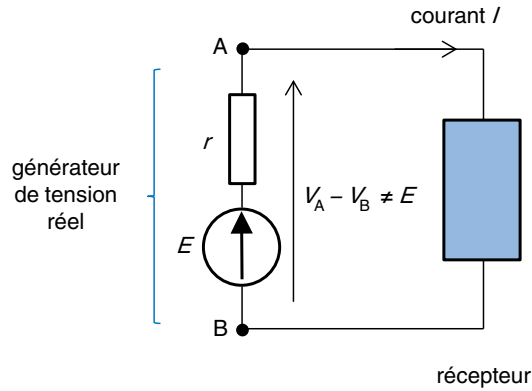 courant I
A
r
générateur
de tension
réel
V_A – V_B ≠ E
E
B
récepteur